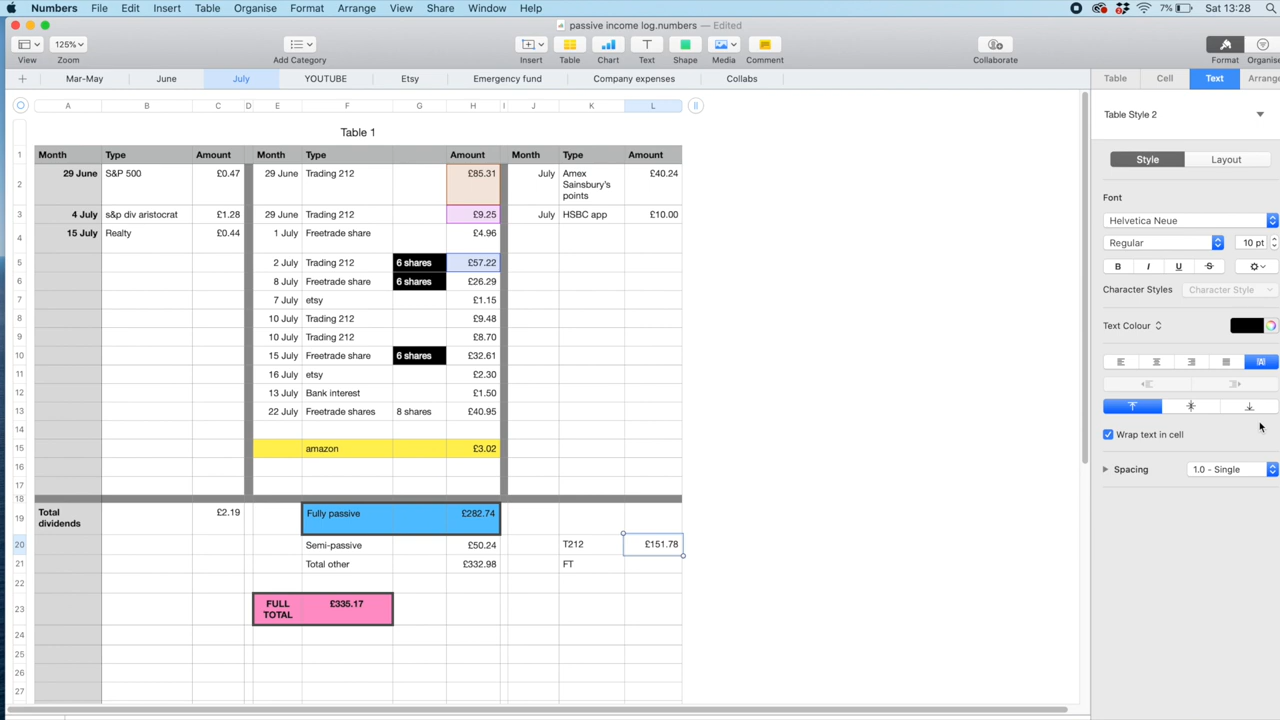 Numbers File Edit Insert Table Organise Format Arrange View Share Window Help 7% Sat 13:28
passive income log.numbers — Edited
125%
View Zoom Add Category Insert Table Chart Text Shape Media Comment Collaborate Format Organise
Mar-May June July YOUTUBE Etsy Emergency fund Company expenses Collabs
Table Cell Text Arrange
A B C D E F G H I J K L
Table 1
1 Month Type Amount Month Type Amount Month Type Amount
2 29 June S&P 500 £0.47 29 June Trading 212 £85.31 July Amex Sainsbury's points £40.24
3 4 July s&p div aristocrat £1.28 29 June Trading 212 £9.25 July HSBC app £10.00
4 15 July Realty £0.44 1 July Freetrade share £4.96
5 2 July Trading 212 6 shares £57.22
6 8 July Freetrade share 6 shares £26.29
7 7 July etsy £1.15
8 10 July Trading 212 £9.48
9 10 July Trading 212 £8.70
10 15 July Freetrade share 6 shares £32.61
11 16 July etsy £2.30
12 13 July Bank interest £1.50
13 22 July Freetrade shares 8 shares £40.95
14
15 amazon £3.02
16
17
18
19 Total dividends £2.19 Fully passive £282.74
20 Semi-passive £50.24 T212 £151.78
21 Total other £332.98 FT
22
23 FULL TOTAL £335.17
24
25
26
27
Table Style 2
Style Layout
Font
Helvetica Neue
Regular 10 pt
B I U S
Character Styles Character Style
Text Colour
Wrap text in cell
Spacing 1.0 - Single